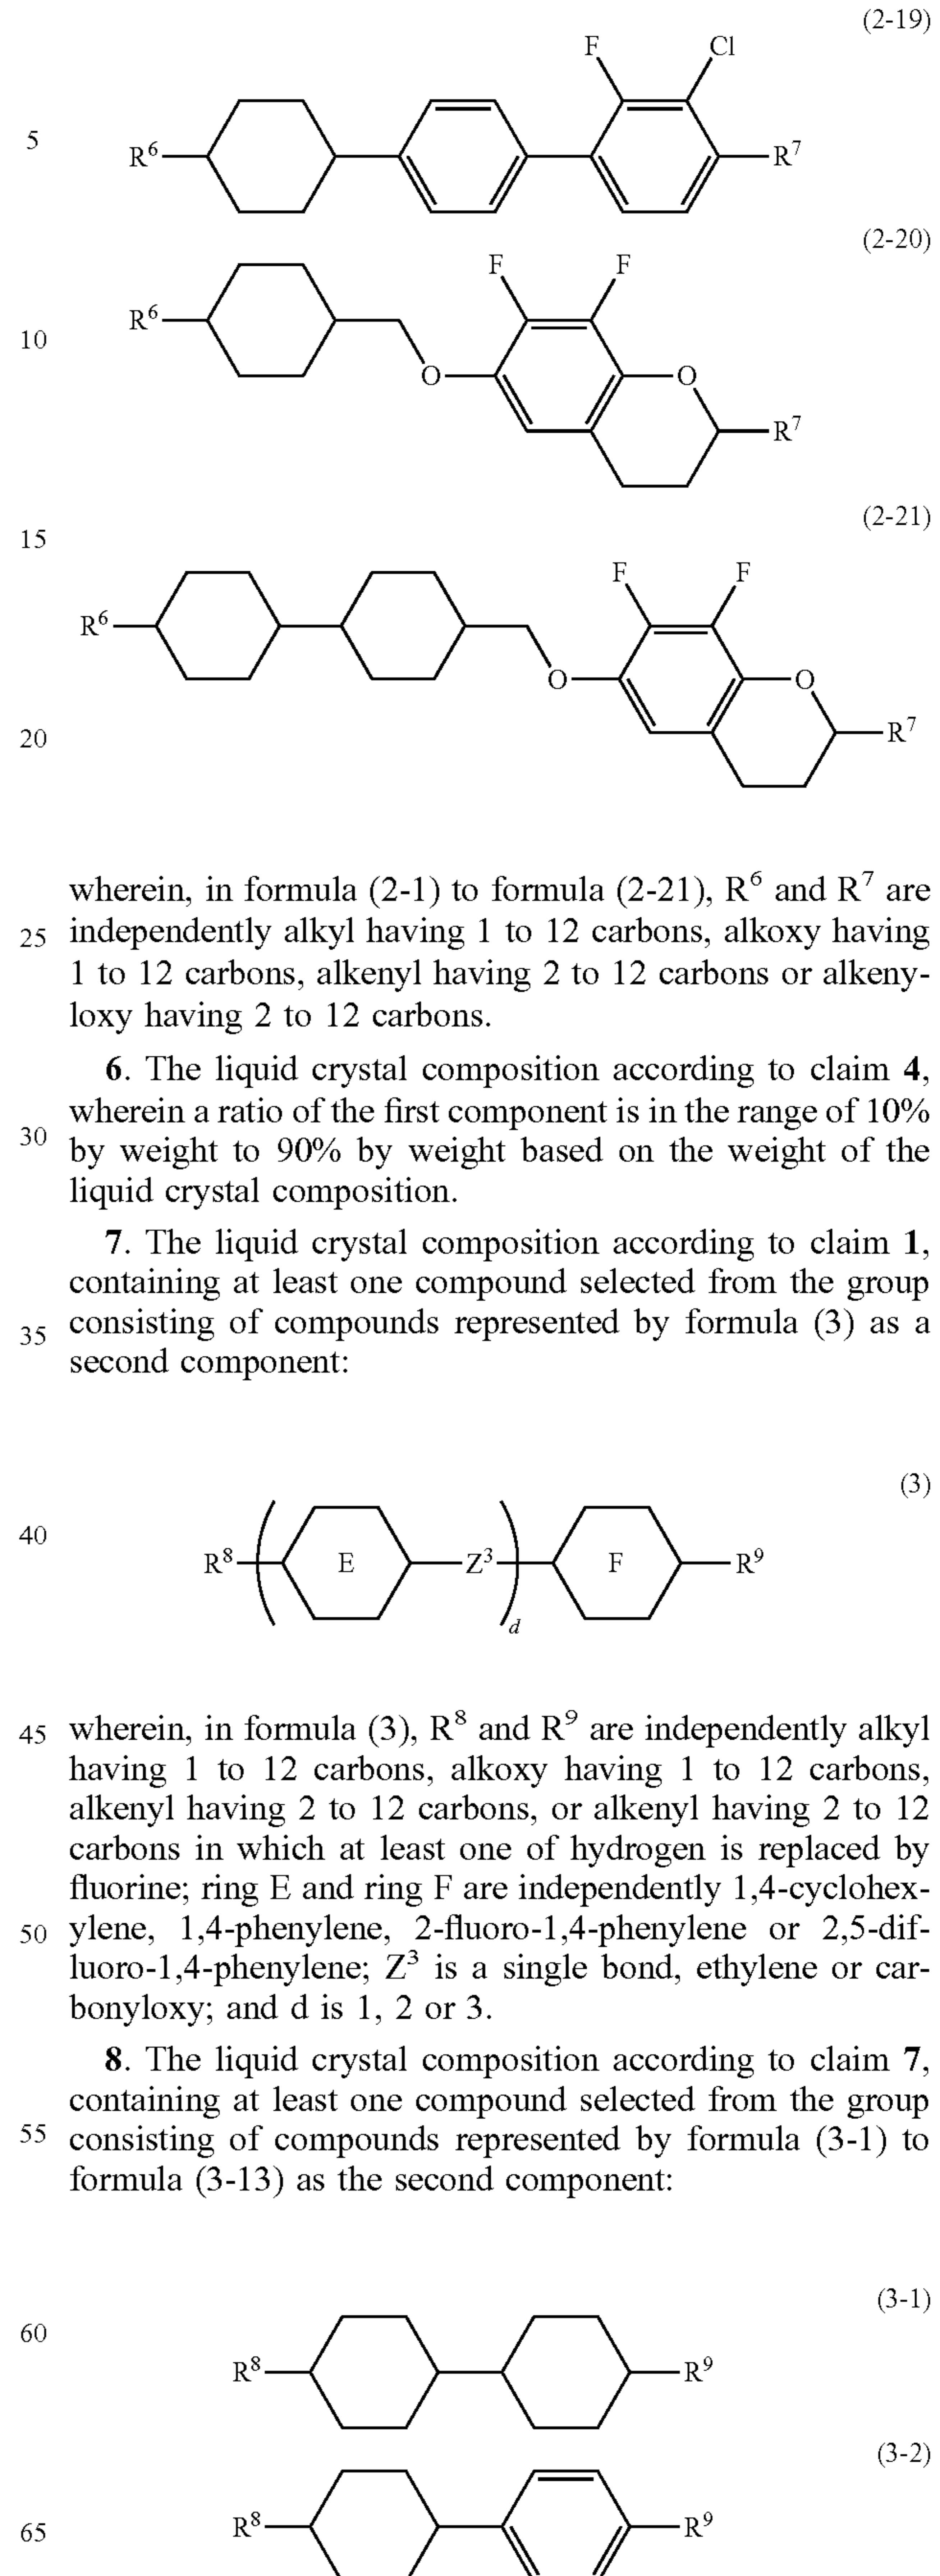 (2-19)
F Cl
5
R⁶ R⁷
(2-20)
F F
R⁶
10
O O
R⁷
(2-21)
15
F F
R⁶
O O
R⁷
20
wherein, in formula (2-1) to formula (2-21), R⁶ and R⁷ are
25 independently alkyl having 1 to 12 carbons, alkoxy having
1 to 12 carbons, alkenyl having 2 to 12 carbons or alkeny-
loxy having 2 to 12 carbons.
6. The liquid crystal composition according to claim 4,
wherein a ratio of the first component is in the range of 10%
30 by weight to 90% by weight based on the weight of the
liquid crystal composition.
7. The liquid crystal composition according to claim 1,
containing at least one compound selected from the group
35 consisting of compounds represented by formula (3) as a
second component:
(3)
40
R⁸ E Z³ F R⁹
d
45 wherein, in formula (3), R⁸ and R⁹ are independently alkyl
having 1 to 12 carbons, alkoxy having 1 to 12 carbons,
alkenyl having 2 to 12 carbons, or alkenyl having 2 to 12
carbons in which at least one of hydrogen is replaced by
fluorine; ring E and ring F are independently 1,4-cyclohex-
50 ylene, 1,4-phenylene, 2-fluoro-1,4-phenylene or 2,5-dif-
luoro-1,4-phenylene; Z³ is a single bond, ethylene or car-
bonyloxy; and d is 1, 2 or 3.
8. The liquid crystal composition according to claim 7,
containing at least one compound selected from the group
55 consisting of compounds represented by formula (3-1) to
formula (3-13) as the second component:
(3-1)
60
R⁸ R⁹
(3-2)
65 R⁸ R⁹